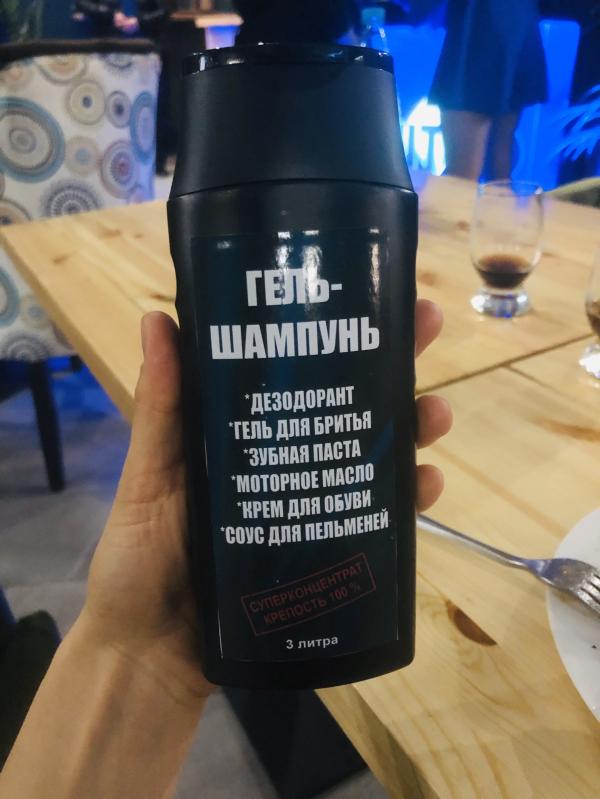 ГЕЛЬ-
ШАМПУНЬ
*ДЕЗОДОРАНТ
*ГЕЛЬ ДЛЯ БРИТЬЯ
*ЗУБНАЯ ПАСТА
*МОТОРНОЕ МАСЛО
*КРЕМ ДЛЯ ОБУВИ
*СОУС ДЛЯ ПЕЛЬМЕНЕЙ
СУПЕРКОНЦЕНТРАТ
КРЕПОСТЬ 100 %
3 литра